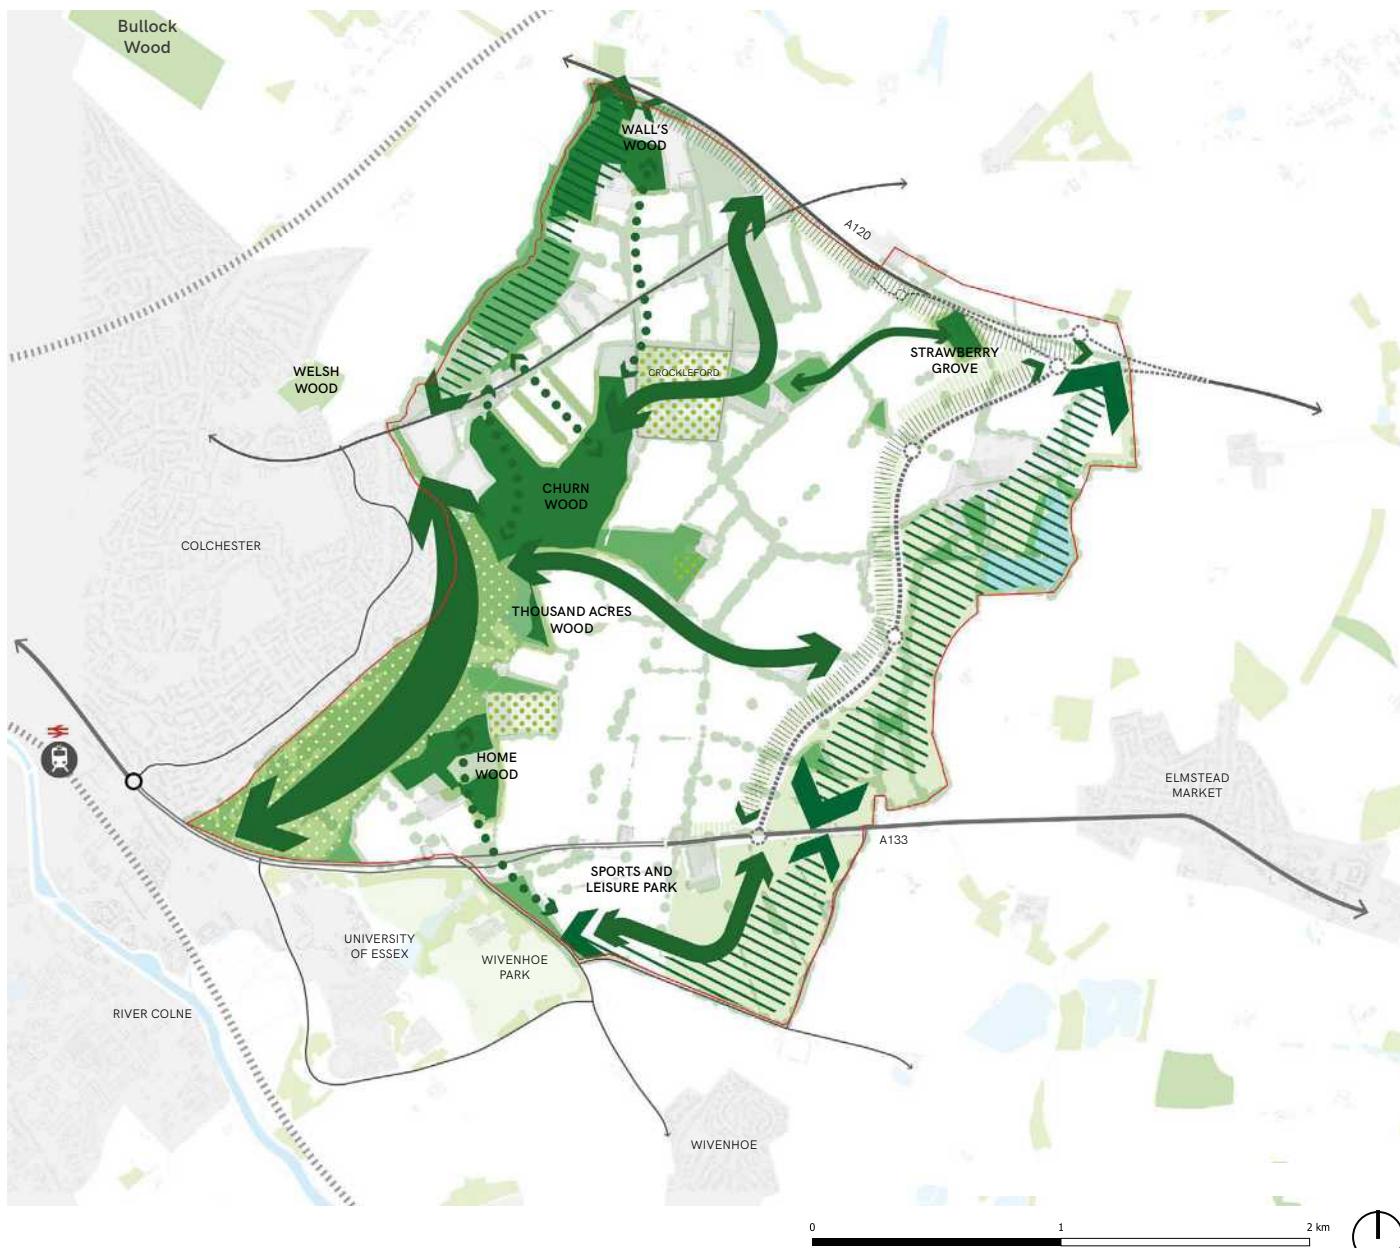 Bullock
Wood
WALL'S
WOOD
A120
STRAWBERRY
GROVE
WELSH
WOOD
CROCKLEFORD
CHURN
WOOD
COLCHESTER
THOUSAND ACRES
WOOD
HOME
WOOD
ELMSTEAD
MARKET
A133
SPORTS AND
LEISURE PARK
UNIVERSITY
OF ESSEX
WIVENHOE
PARK
RIVER COLNE
WIVENHOE
0 1 2 km